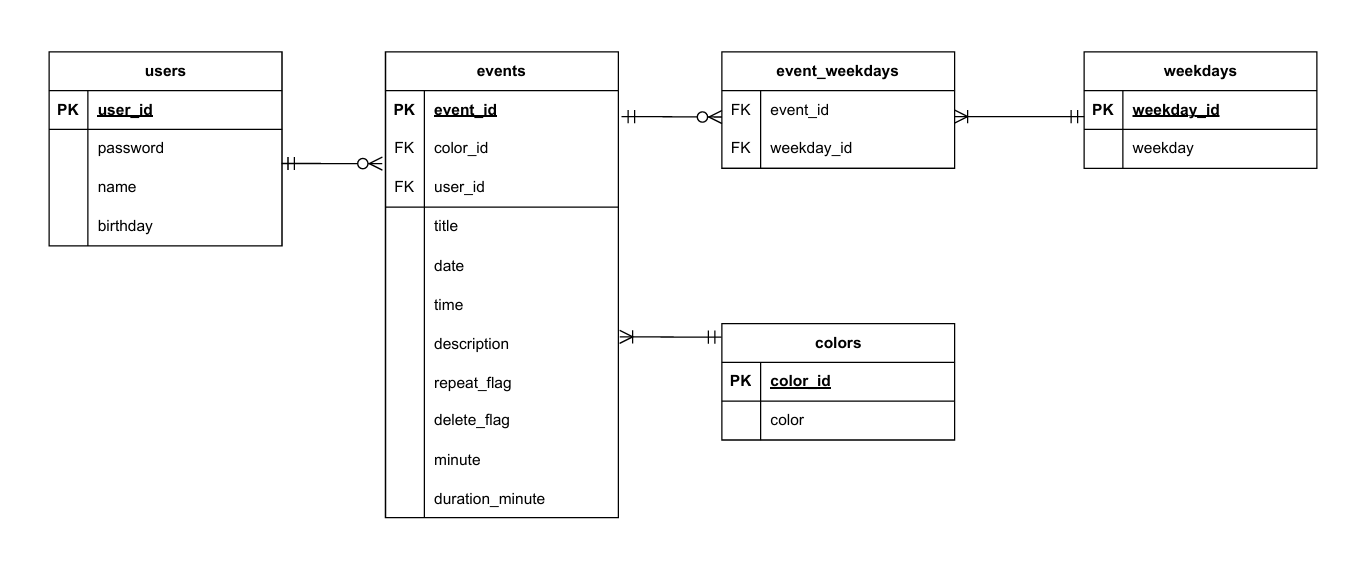 users
PK user_id
password
name
birthday
events
PK event_id
FK color_id
FK user_id
title
date
time
description
repeat_flag
delete_flag
minute
duration_minute
event_weekdays
FK event_id
FK weekday_id
weekdays
PK weekday_id
weekday
colors
PK color_id
color